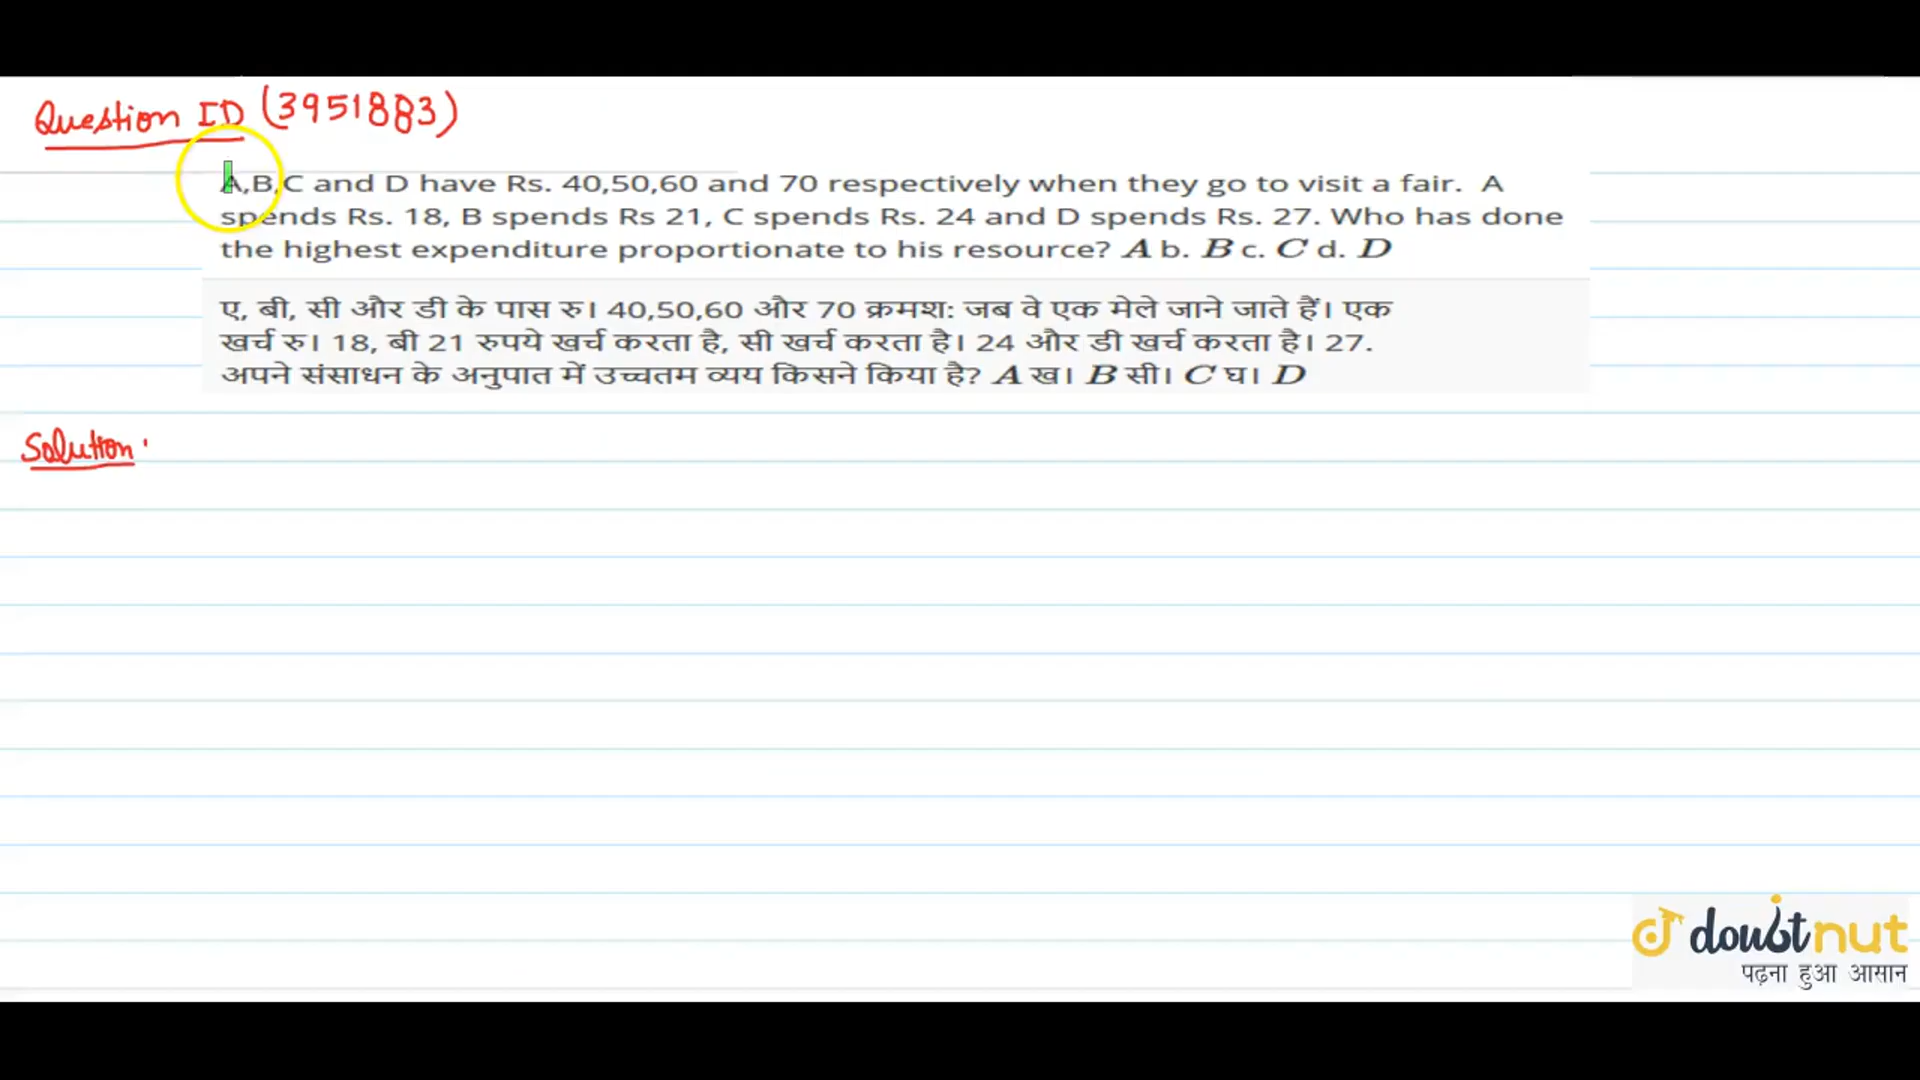 Question ID (3951883)
A,B,C and D have Rs. 40,50,60 and 70 respectively when they go to visit a fair. A
spends Rs. 18, B spends Rs 21, C spends Rs. 24 and D spends Rs. 27. Who has done
the highest expenditure proportionate to his resource? A b. B c. C d. D
ए, बी, सी और डी के पास रु। 40,50,60 और 70 क्रमश: जब वे एक मेले जाने जाते हैं। एक
खर्च रु। 18, बी 21 रुपये खर्च करता है, सी खर्च करता है। 24 और डी खर्च करता है। 27.
अपने संसाधन के अनुपात में उच्चतम व्यय किसने किया है? A ख। B सी। C घ। D
Solution.
doubtnut
पढ़ना हुआ आसान